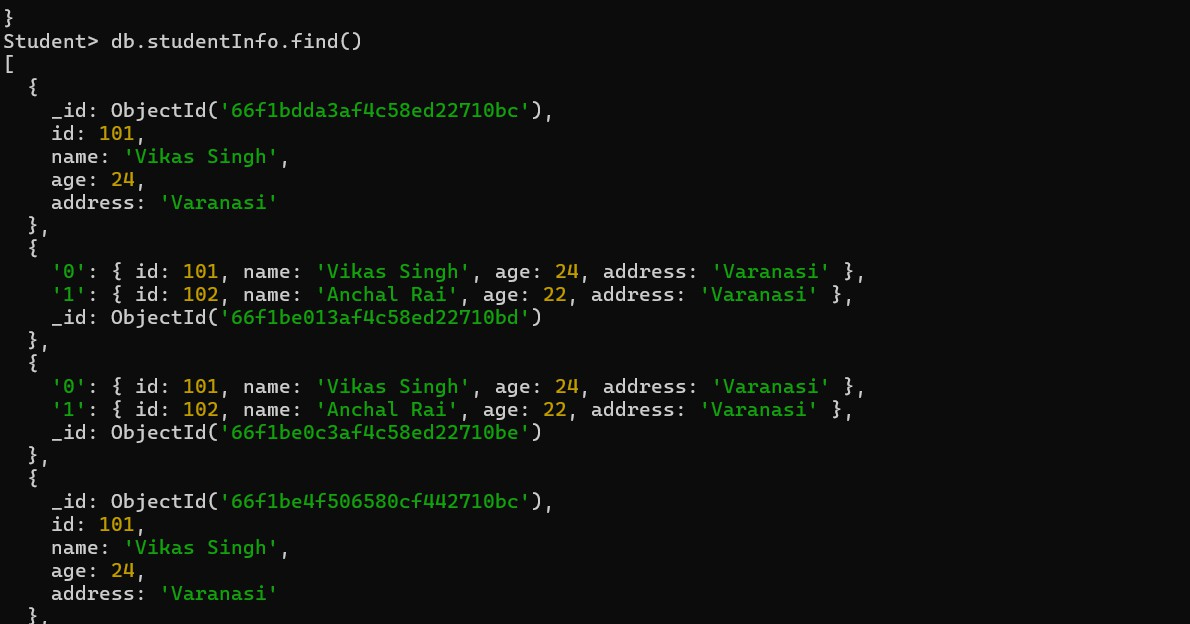 }
Student> db.studentInfo.find()
[
  {
    _id: ObjectId('66f1bdda3af4c58ed22710bc'),
    id: 101,
    name: 'Vikas Singh',
    age: 24,
    address: 'Varanasi'
  },
  {
    '0': { id: 101, name: 'Vikas Singh', age: 24, address: 'Varanasi' },
    '1': { id: 102, name: 'Anchal Rai', age: 22, address: 'Varanasi' },
    _id: ObjectId('66f1be013af4c58ed22710bd')
  },
  {
    '0': { id: 101, name: 'Vikas Singh', age: 24, address: 'Varanasi' },
    '1': { id: 102, name: 'Anchal Rai', age: 22, address: 'Varanasi' },
    _id: ObjectId('66f1be0c3af4c58ed22710be')
  },
  {
    _id: ObjectId('66f1be4f506580cf442710bc'),
    id: 101,
    name: 'Vikas Singh',
    age: 24,
    address: 'Varanasi'
  },